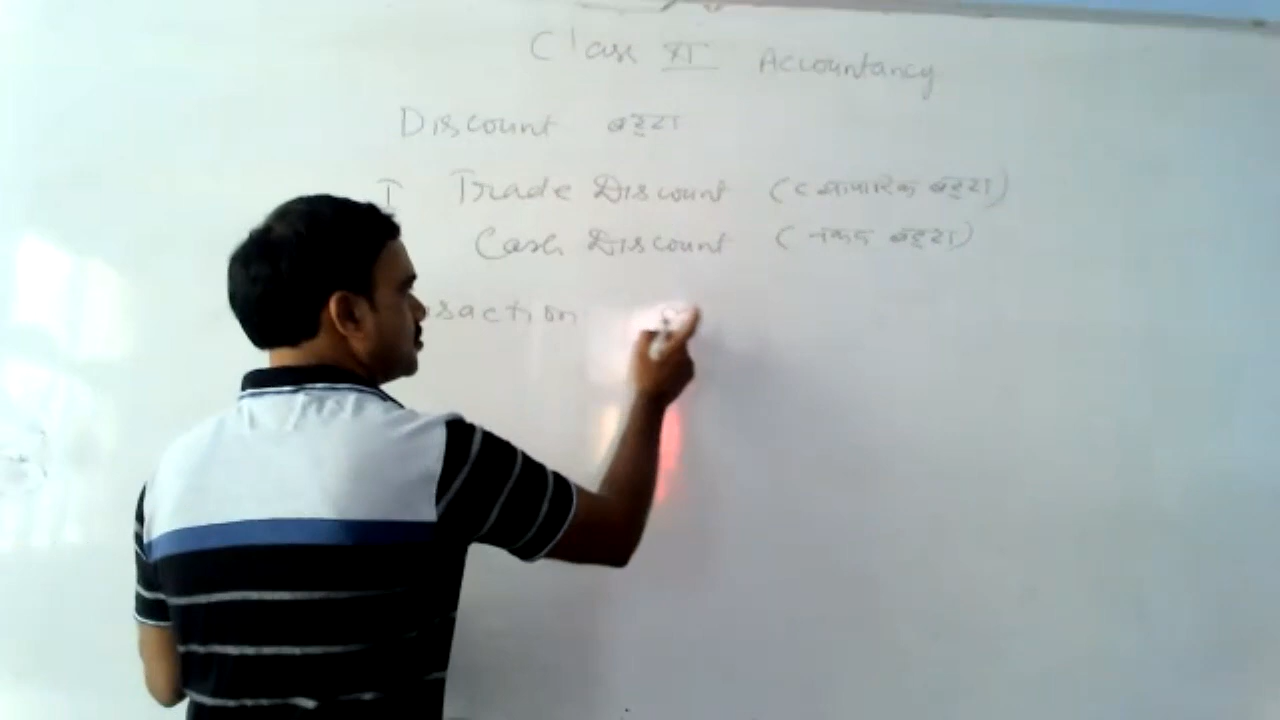 Class XI Accountancy
Discount बट्टा
I Trade Discount (व्यापारिक बट्टा)
Cash Discount (नकद बट्टा)
saction